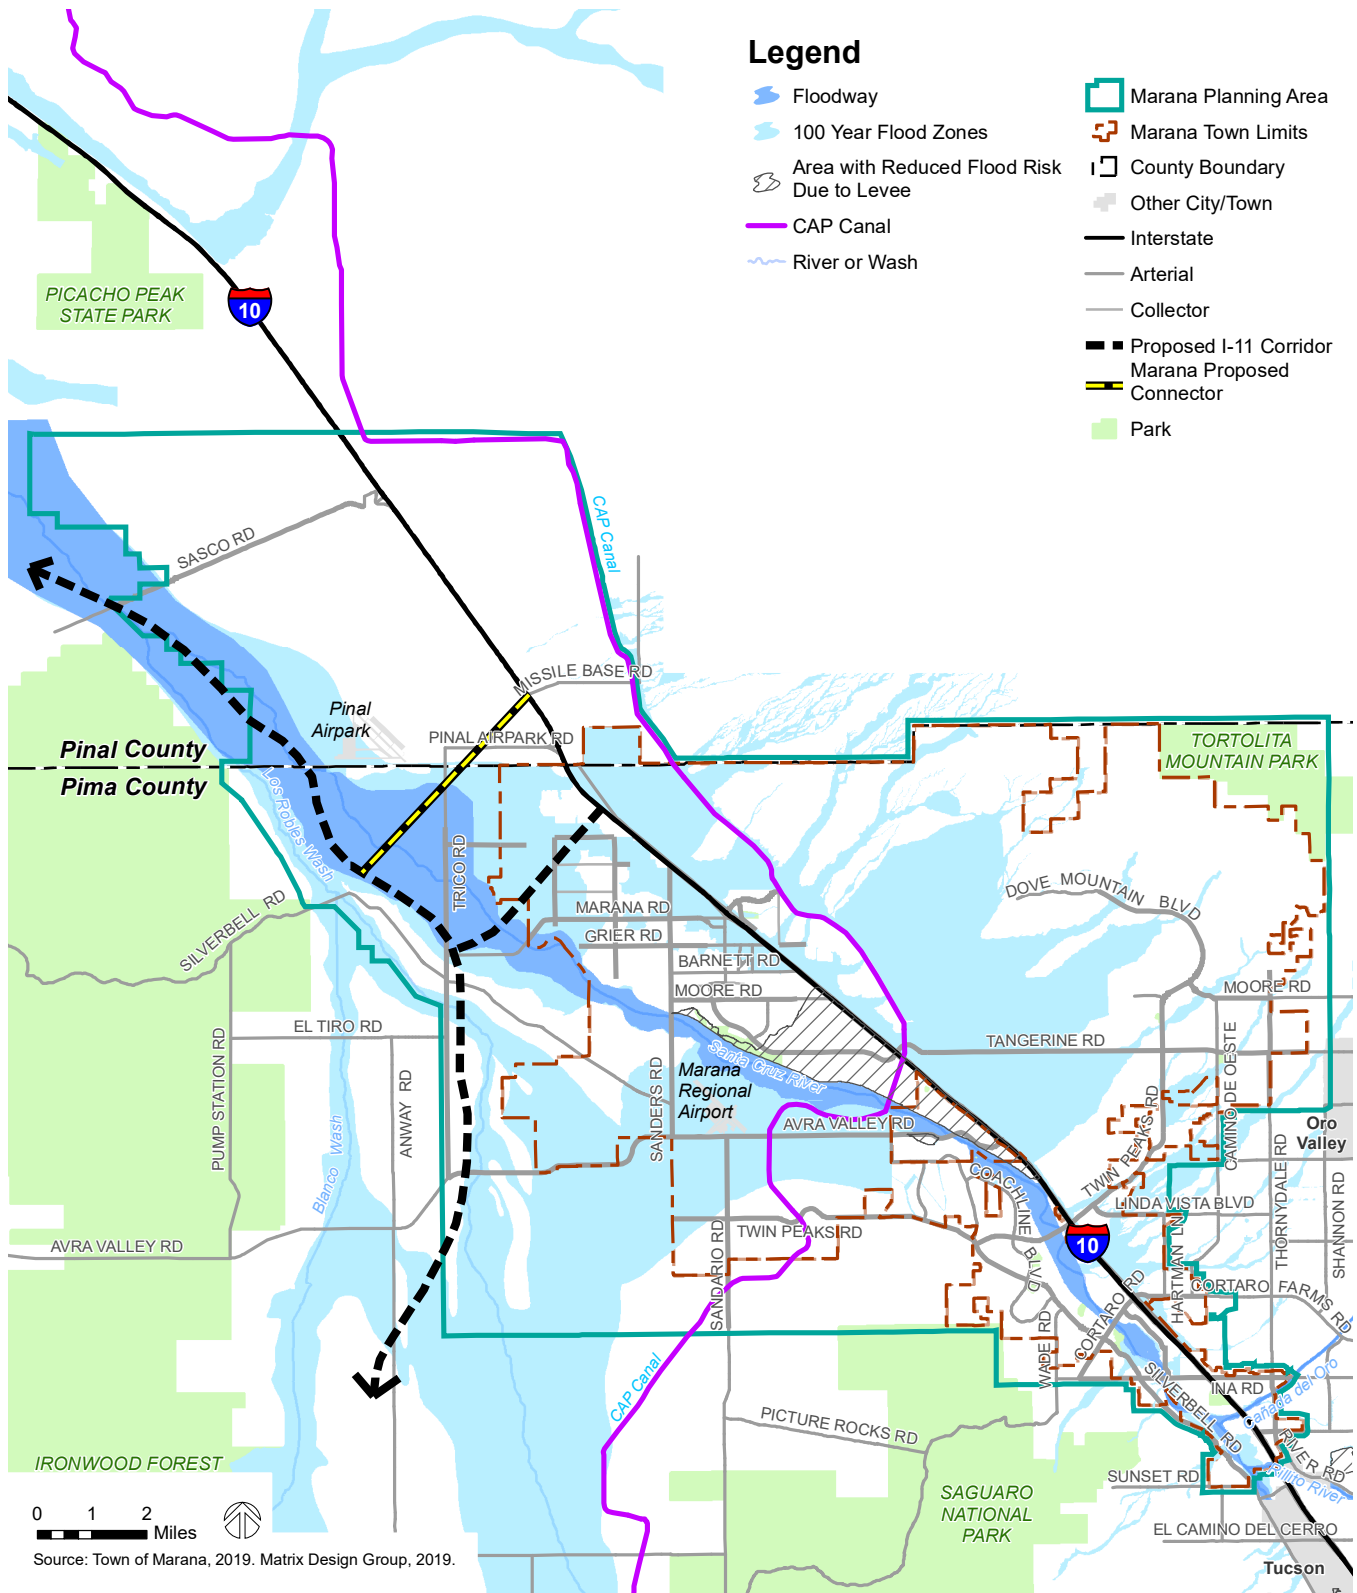 Legend
Floodway
100 Year Flood Zones
Area with Reduced Flood Risk
Due to Levee
CAP Canal
River or Wash
Marana Planning Area
Marana Town Limits
County Boundary
Other City/Town
Interstate
Arterial
Collector
Proposed I-11 Corridor
Marana Proposed
Connector
Park
PICACHO PEAK
STATE PARK
10
CAP Canal
SASCO RD
MISSILE BASE RD
Pinal
Airpark
PINAL AIRPARK RD
Pinal County
Pima County
TORTOLITA
MOUNTAIN PARK
Los Robles Wash
TRICO RD
DOVE MOUNTAIN BLVD
SILVERBELL RD
MARANA RD
GRIER RD
BARNETT RD
MOORE RD
MOORE RD
EL TIRO RD
TANGERINE RD
Santa Cruz River
PUMP STATION RD
ANWAY RD
SANDERS RD
Marana
Regional
Airport
AVRA VALLEY RD
CAMINO DE OESTE
Oro
Valley
Blanco Wash
COACHLINE BLVD
TWIN PEAKS RD
LINDA VISTA BLVD
THORNYDALE RD
SHANNON RD
AVRA VALLEY RD
TWIN PEAKS RD
SANDARIO RD
10
HARTMAN LN
CORTARO FARMS RD
CORTARO RD
WADE RD
CAP Canal
SILVERBELL RD
INA RD
Cañada del Oro
PICTURE ROCKS RD
RIVER RD
Rillito River
SUNSET RD
IRONWOOD FOREST
SAGUARO
NATIONAL
PARK
EL CAMINO DEL CERRO
Tucson
0 1 2
Miles
Source: Town of Marana, 2019. Matrix Design Group, 2019.